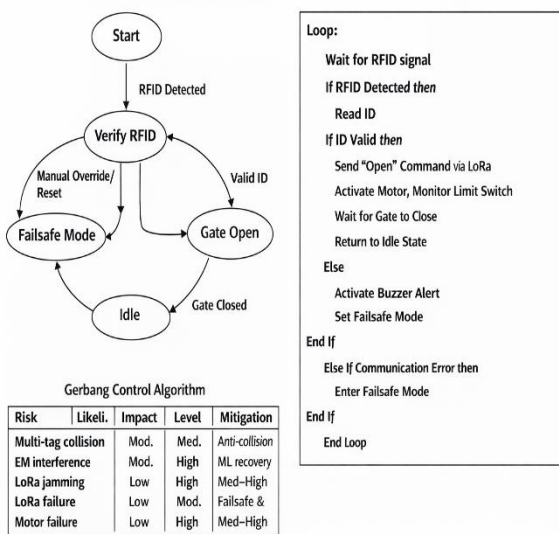 Start
RFID Detected
Verify RFID
Manual Override/
Reset
Valid ID
Failsafe Mode
Gate Open
Gate Closed
Idle
Gerbang Control Algorithm
Risk Likeli. Impact Level Mitigation
Multi-tag collision Mod. Med. Anti-collision
EM interference Mod. High ML recovery
LoRa jamming Low High Med–High
LoRa failure Low Mod. Failsafe &
Motor failure Low High Med–High
Loop:
Wait for RFID signal
If RFID Detected then
Read ID
If ID Valid then
Send “Open” Command via LoRa
Activate Motor, Monitor Limit Switch
Wait for Gate to Close
Return to Idle State
Else
Activate Buzzer Alert
Set Failsafe Mode
End If
Else If Communication Error then
Enter Failsafe Mode
End If
End Loop